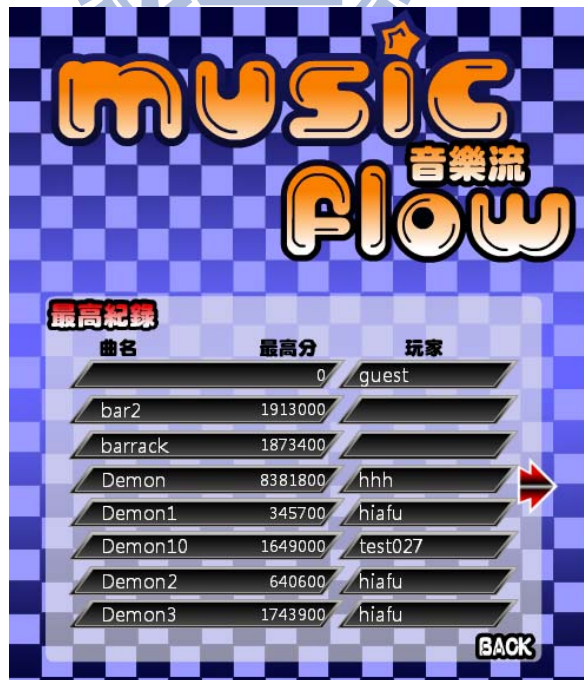 music
音樂流
flow
最高紀錄
曲名 最高分 玩家
0 guest
bar2 1913000
barrack 1873400
Demon 8381800 hhh
Demon1 345700 hiafu
Demon10 1649000 test027
Demon2 640600 hiafu
Demon3 1743900 hiafu
BACK